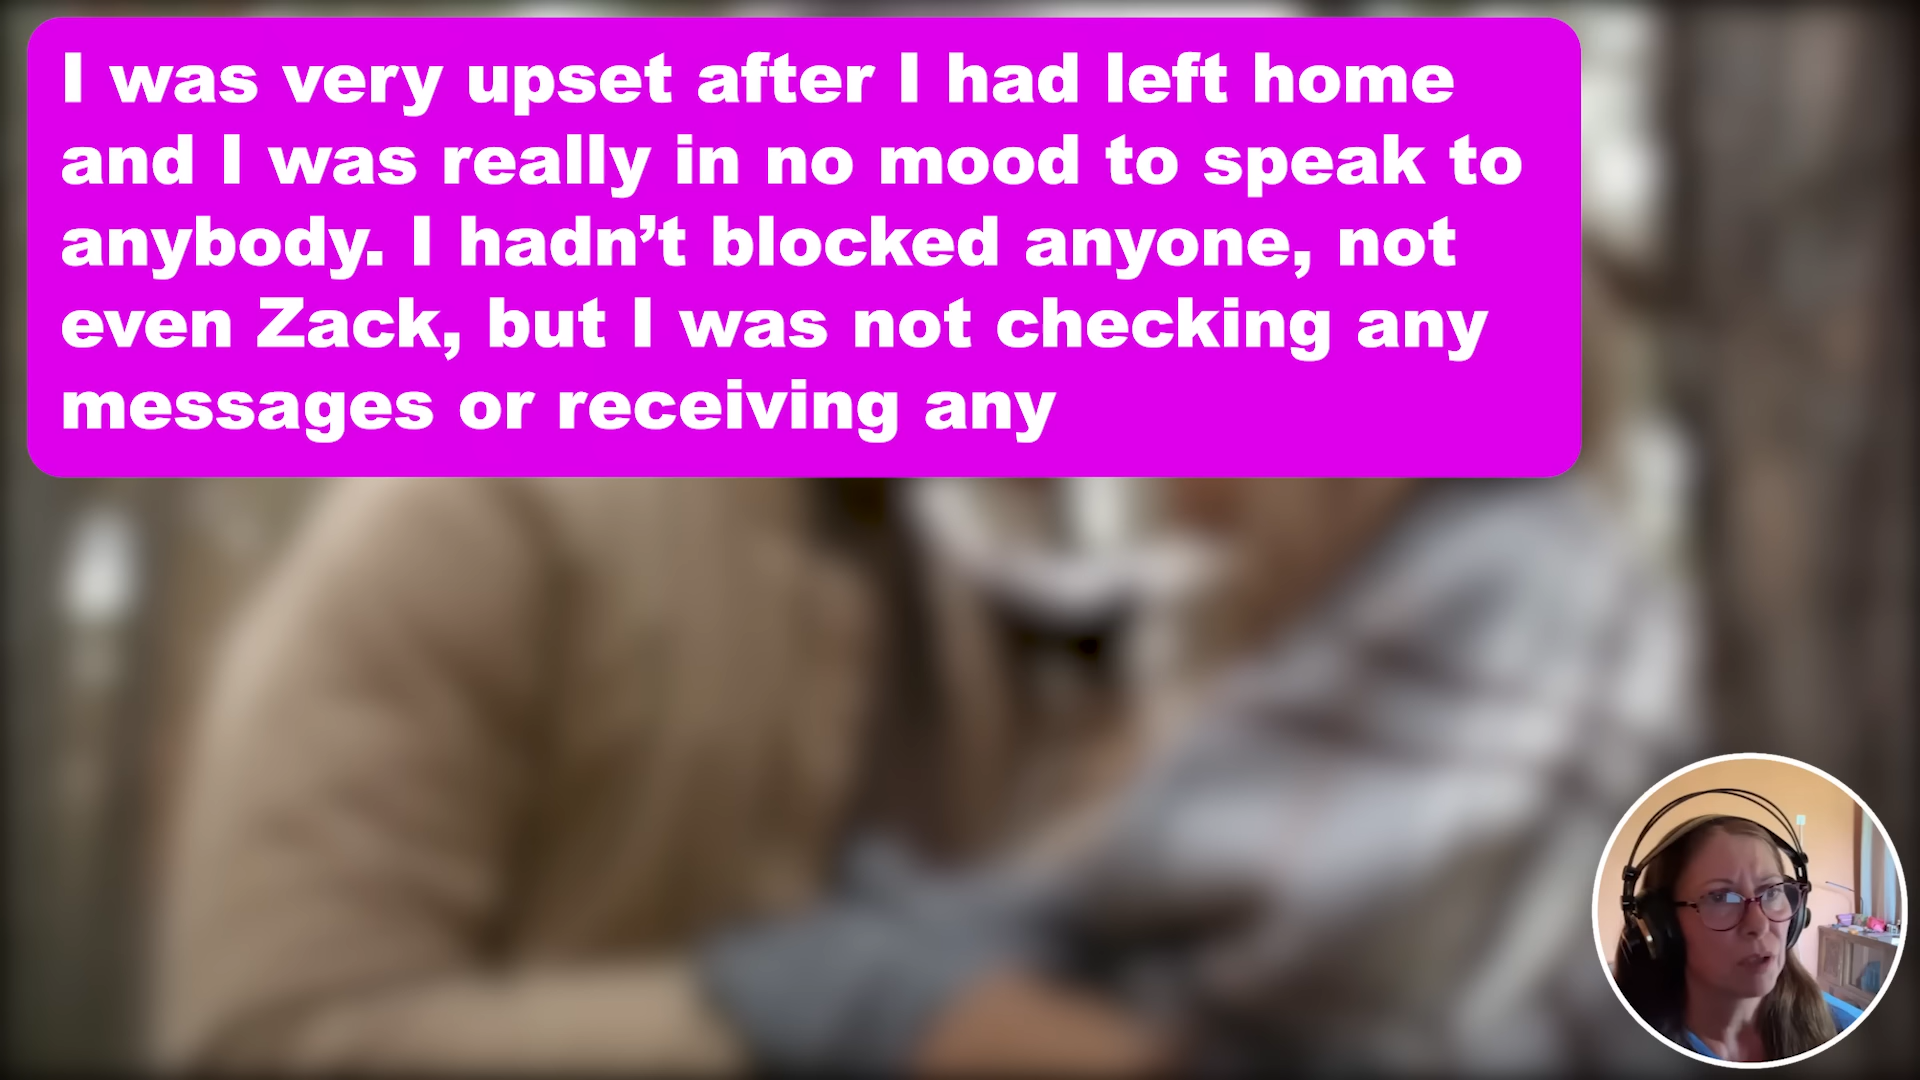 I was very upset after I had left home
and I was really in no mood to speak to
anybody. I hadn’t blocked anyone, not
even Zack, but I was not checking any
messages or receiving any